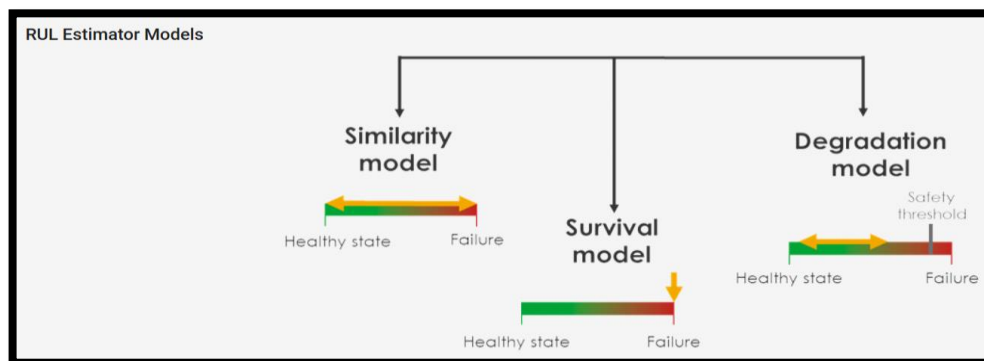 RUL Estimator Models
Similarity
model
Healthy state
Failure
Survival
model
Healthy state
Failure
Degradation
model
Safety
threshold
Healthy state
Failure